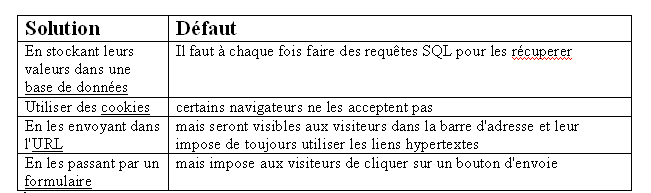 Solution Défaut
En stockant leurs Il faut à chaque fois faire des requêtes SQL pour les récuperer
valeurs dans une
base de données
Utiliser des cookies certains navigateurs ne les acceptent pas
En les envoyant dans mais seront visibles aux visiteurs dans la barre d'adresse et leur
l'URL impose de toujours utiliser les liens hypertextes
En les passant par un mais impose aux visiteurs de cliquer sur un bouton d'envoie
formulaire